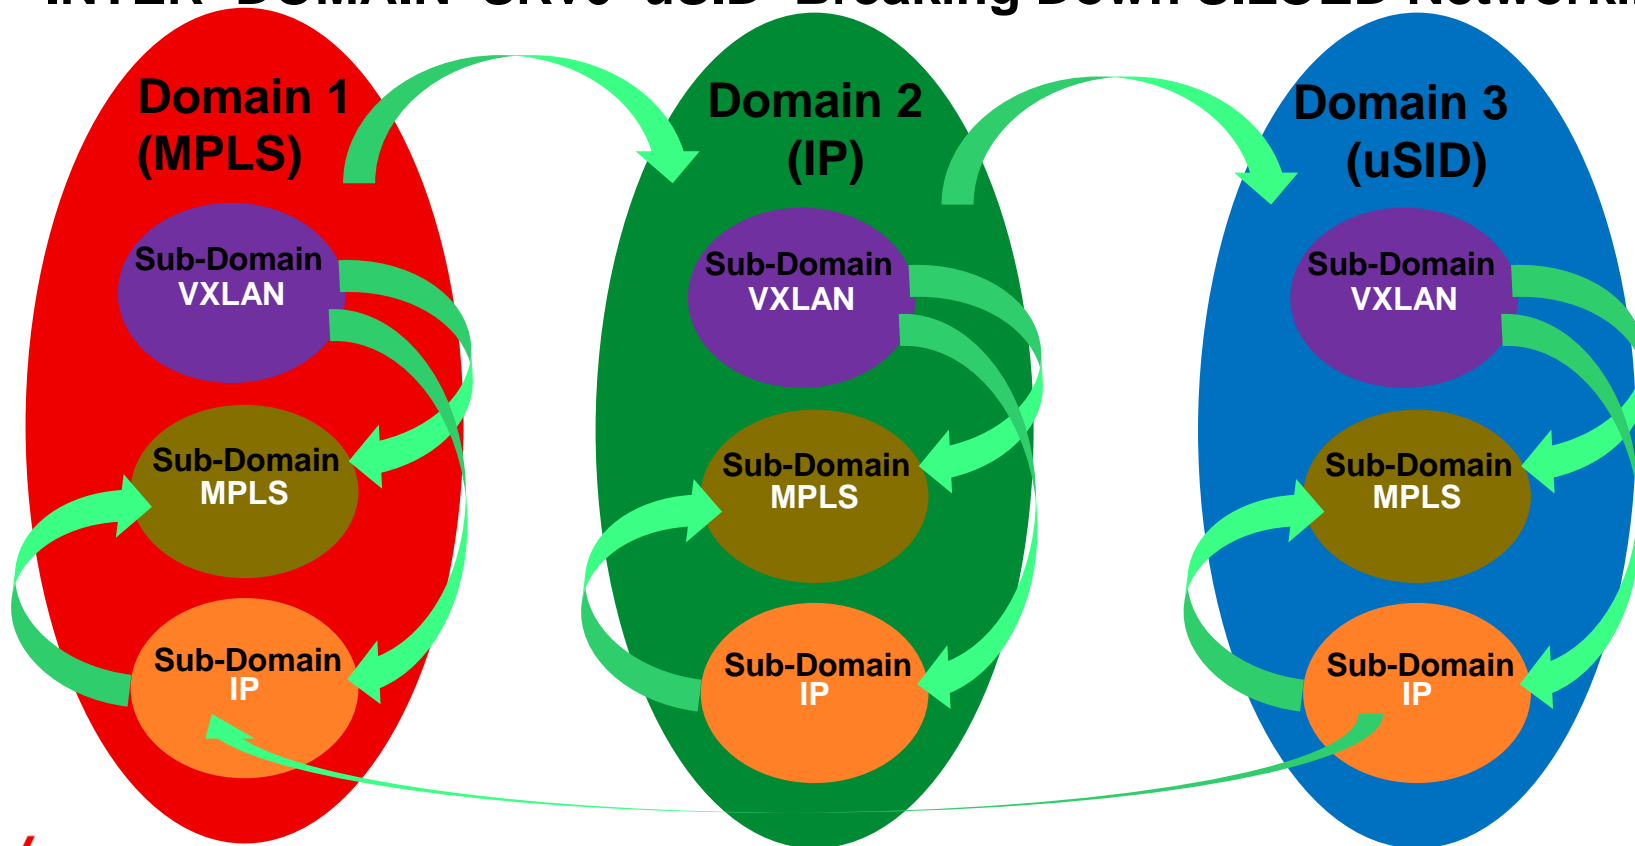 Domain 1
(MPLS)
Sub-Domain
VXLAN
Sub-Domain
MPLS
Sub-Domain
IP
Domain 2
(IP)
Sub-Domain
VXLAN
Sub-Domain
MPLS
Sub-Domain
IP
Domain 3
(uSID)
Sub-Domain
VXLAN
Sub-Domain
MPLS
Sub-Domain
IP